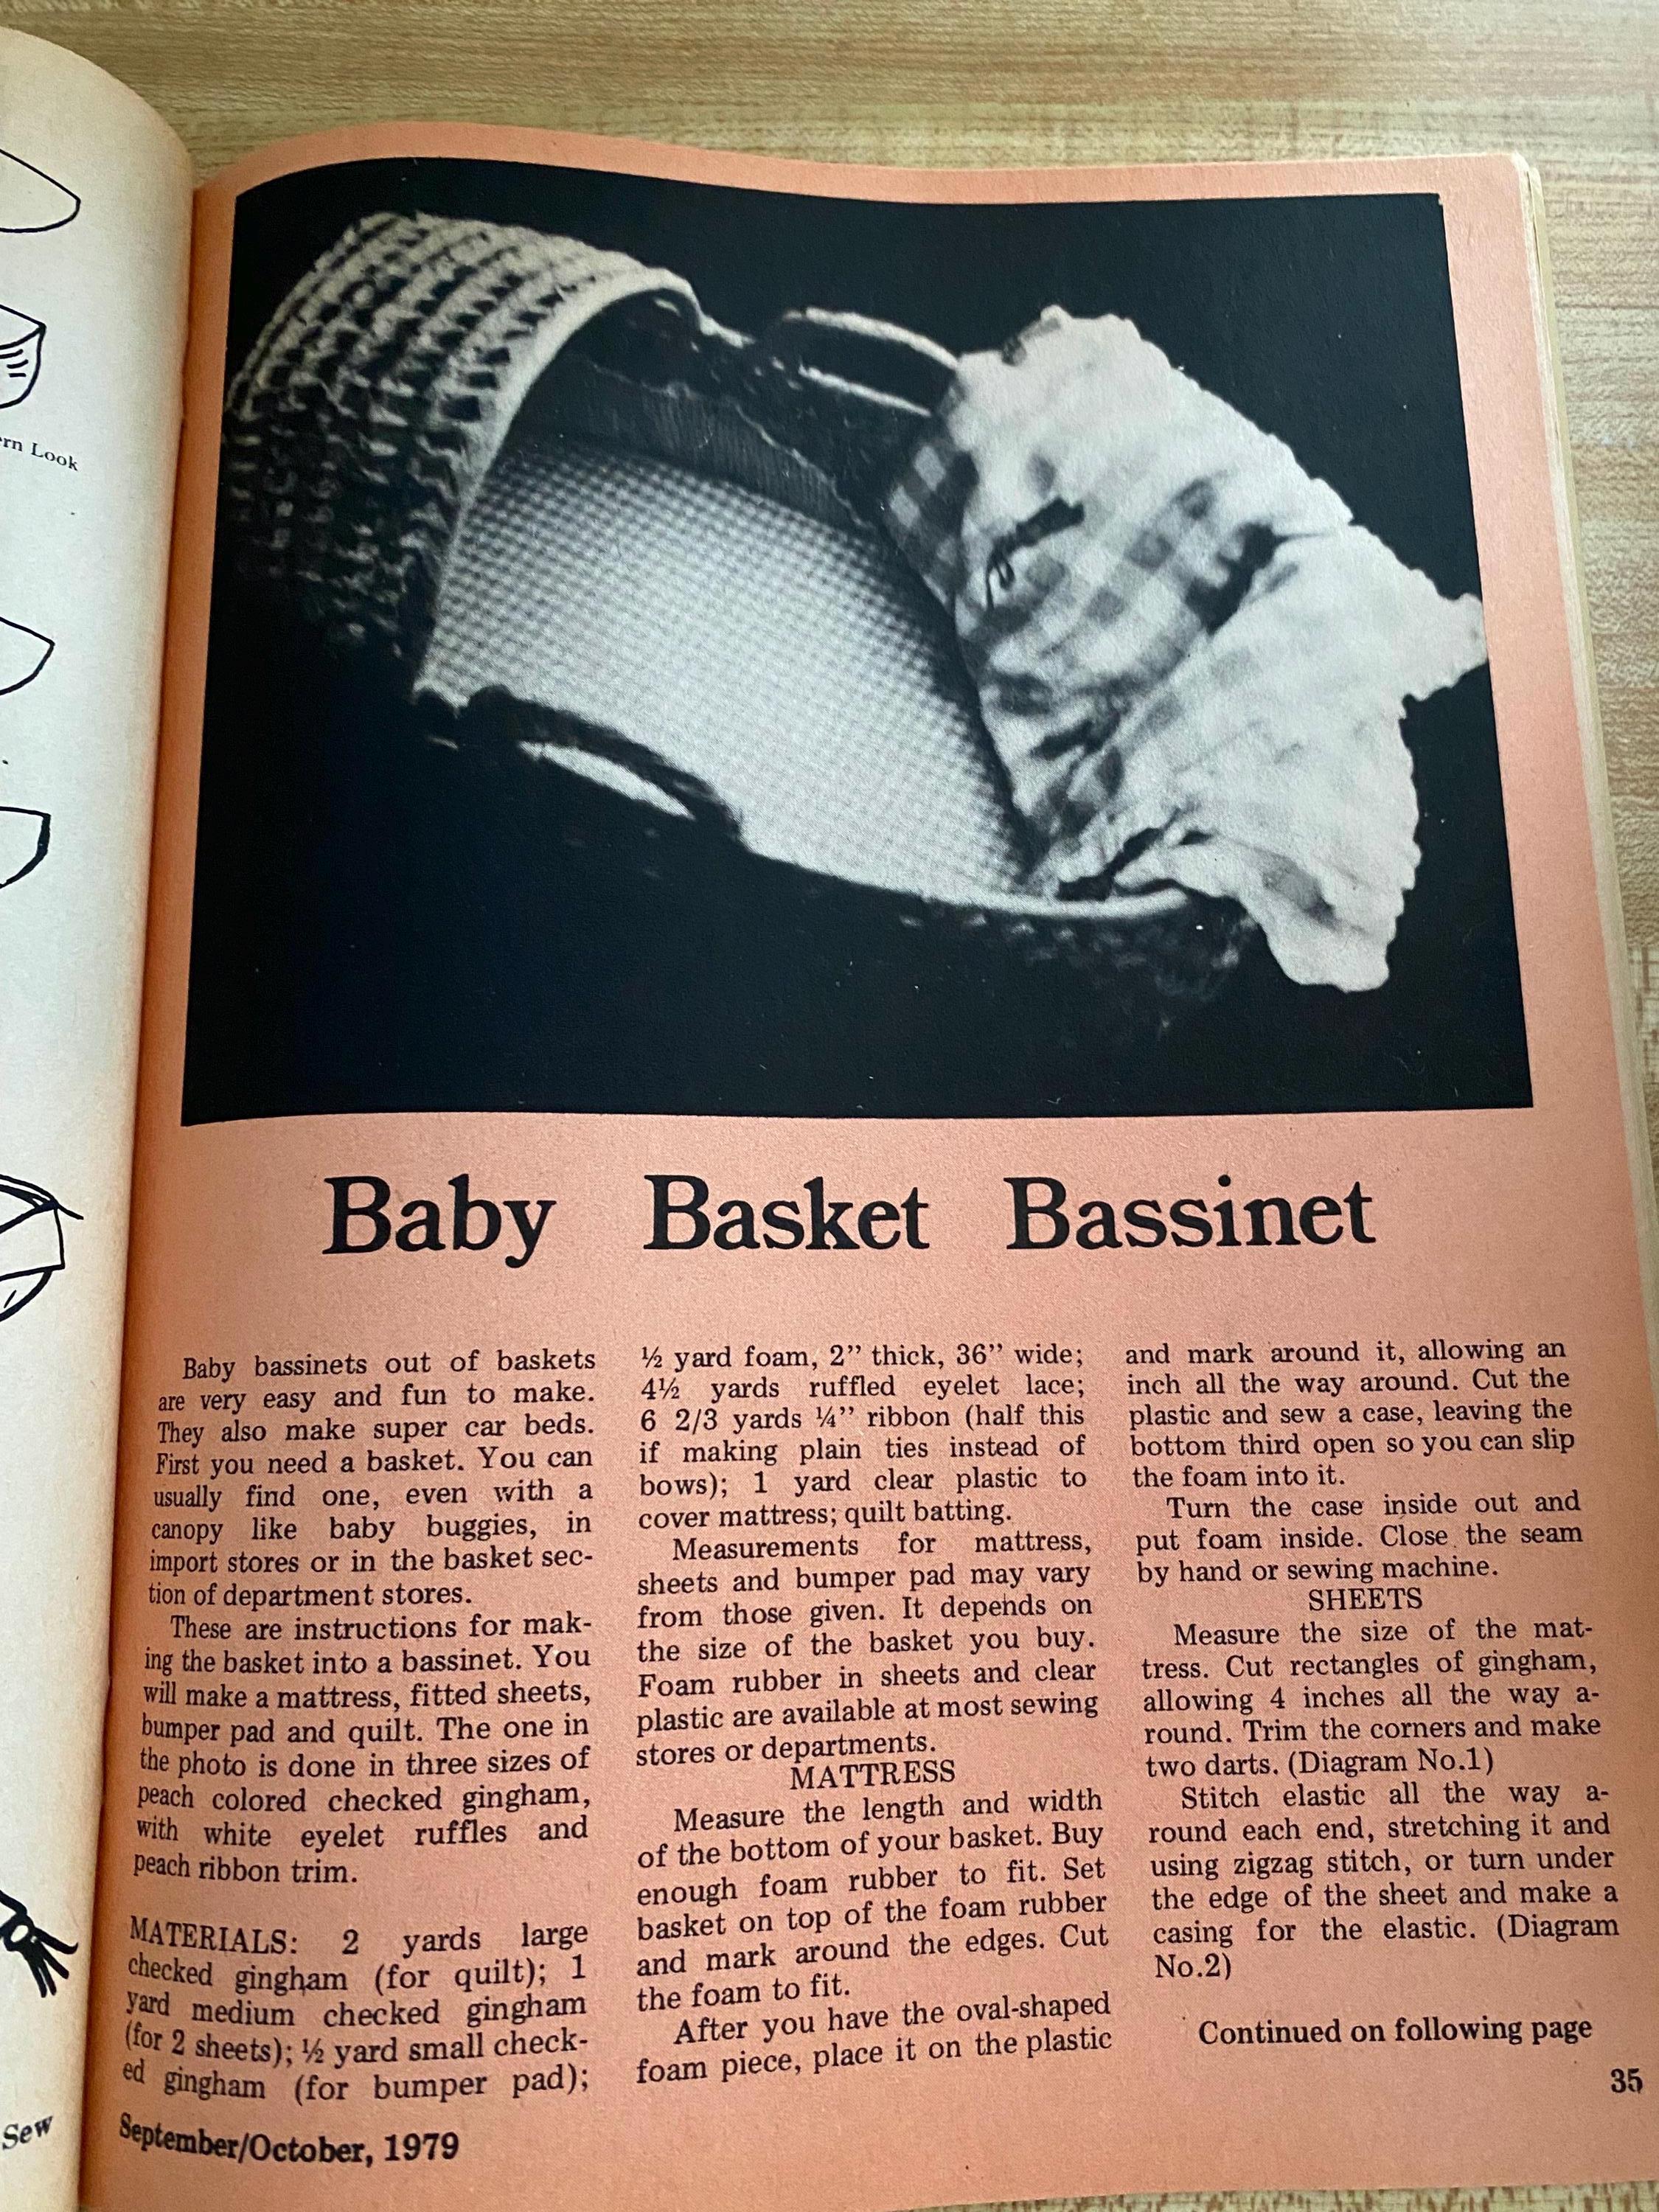 ern Look
Sew
Baby Basket Bassinet
Baby bassinets out of baskets
are very easy and fun to make.
They also make super car beds.
First you need a basket. You can
usually find one, even with a
canopy like baby buggies, in
import stores or in the basket sec-
tion of department stores.
These are instructions for mak-
ing the basket into a bassinet. You
will make a mattress, fitted sheets,
bumper pad and quilt. The one in
the photo is done in three sizes of
peach colored checked gingham,
with white eyelet ruffles and
peach ribbon trim.
MATERIALS: 2 yards large
checked gingham (for quilt); 1
yard medium checked gingham
(for 2 sheets); ½ yard small check-
ed gingham (for bumper pad);
½ yard foam, 2” thick, 36” wide;
4½ yards ruffled eyelet lace;
6 2/3 yards ¼” ribbon (half this
if making plain ties instead of
bows); 1 yard clear plastic to
cover mattress; quilt batting.
Measurements for mattress,
sheets and bumper pad may vary
from those given. It depends on
the size of the basket you buy.
Foam rubber in sheets and clear
plastic are available at most sewing
stores or departments.
MATTRESS
Measure the length and width
of the bottom of your basket. Buy
enough foam rubber to fit. Set
basket on top of the foam rubber
and mark around the edges. Cut
the foam to fit.
After you have the oval-shaped
foam piece, place it on the plastic
and mark around it, allowing an
inch all the way around. Cut the
plastic and sew a case, leaving the
bottom third open so you can slip
the foam into it.
Turn the case inside out and
put foam inside. Close the seam
by hand or sewing machine.
SHEETS
Measure the size of the mat-
tress. Cut rectangles of gingham,
allowing 4 inches all the way a-
round. Trim the corners and make
two darts. (Diagram No.1)
Stitch elastic all the way a-
round each end, stretching it and
using zigzag stitch, or turn under
the edge of the sheet and make a
casing for the elastic. (Diagram
No.2)
Continued on following page
35
September/October, 1979